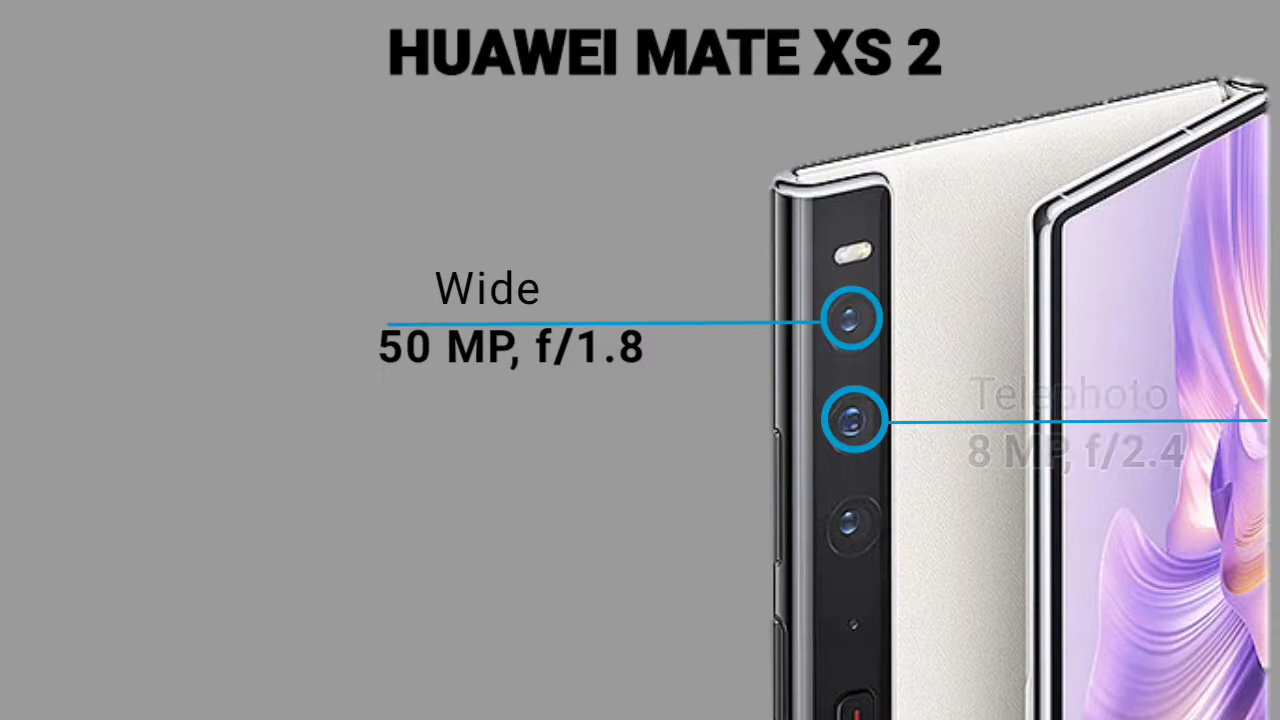 HUAWEI MATE XS 2
Wide
50 MP, f/1.8
Telephoto
8 MP, f/2.4